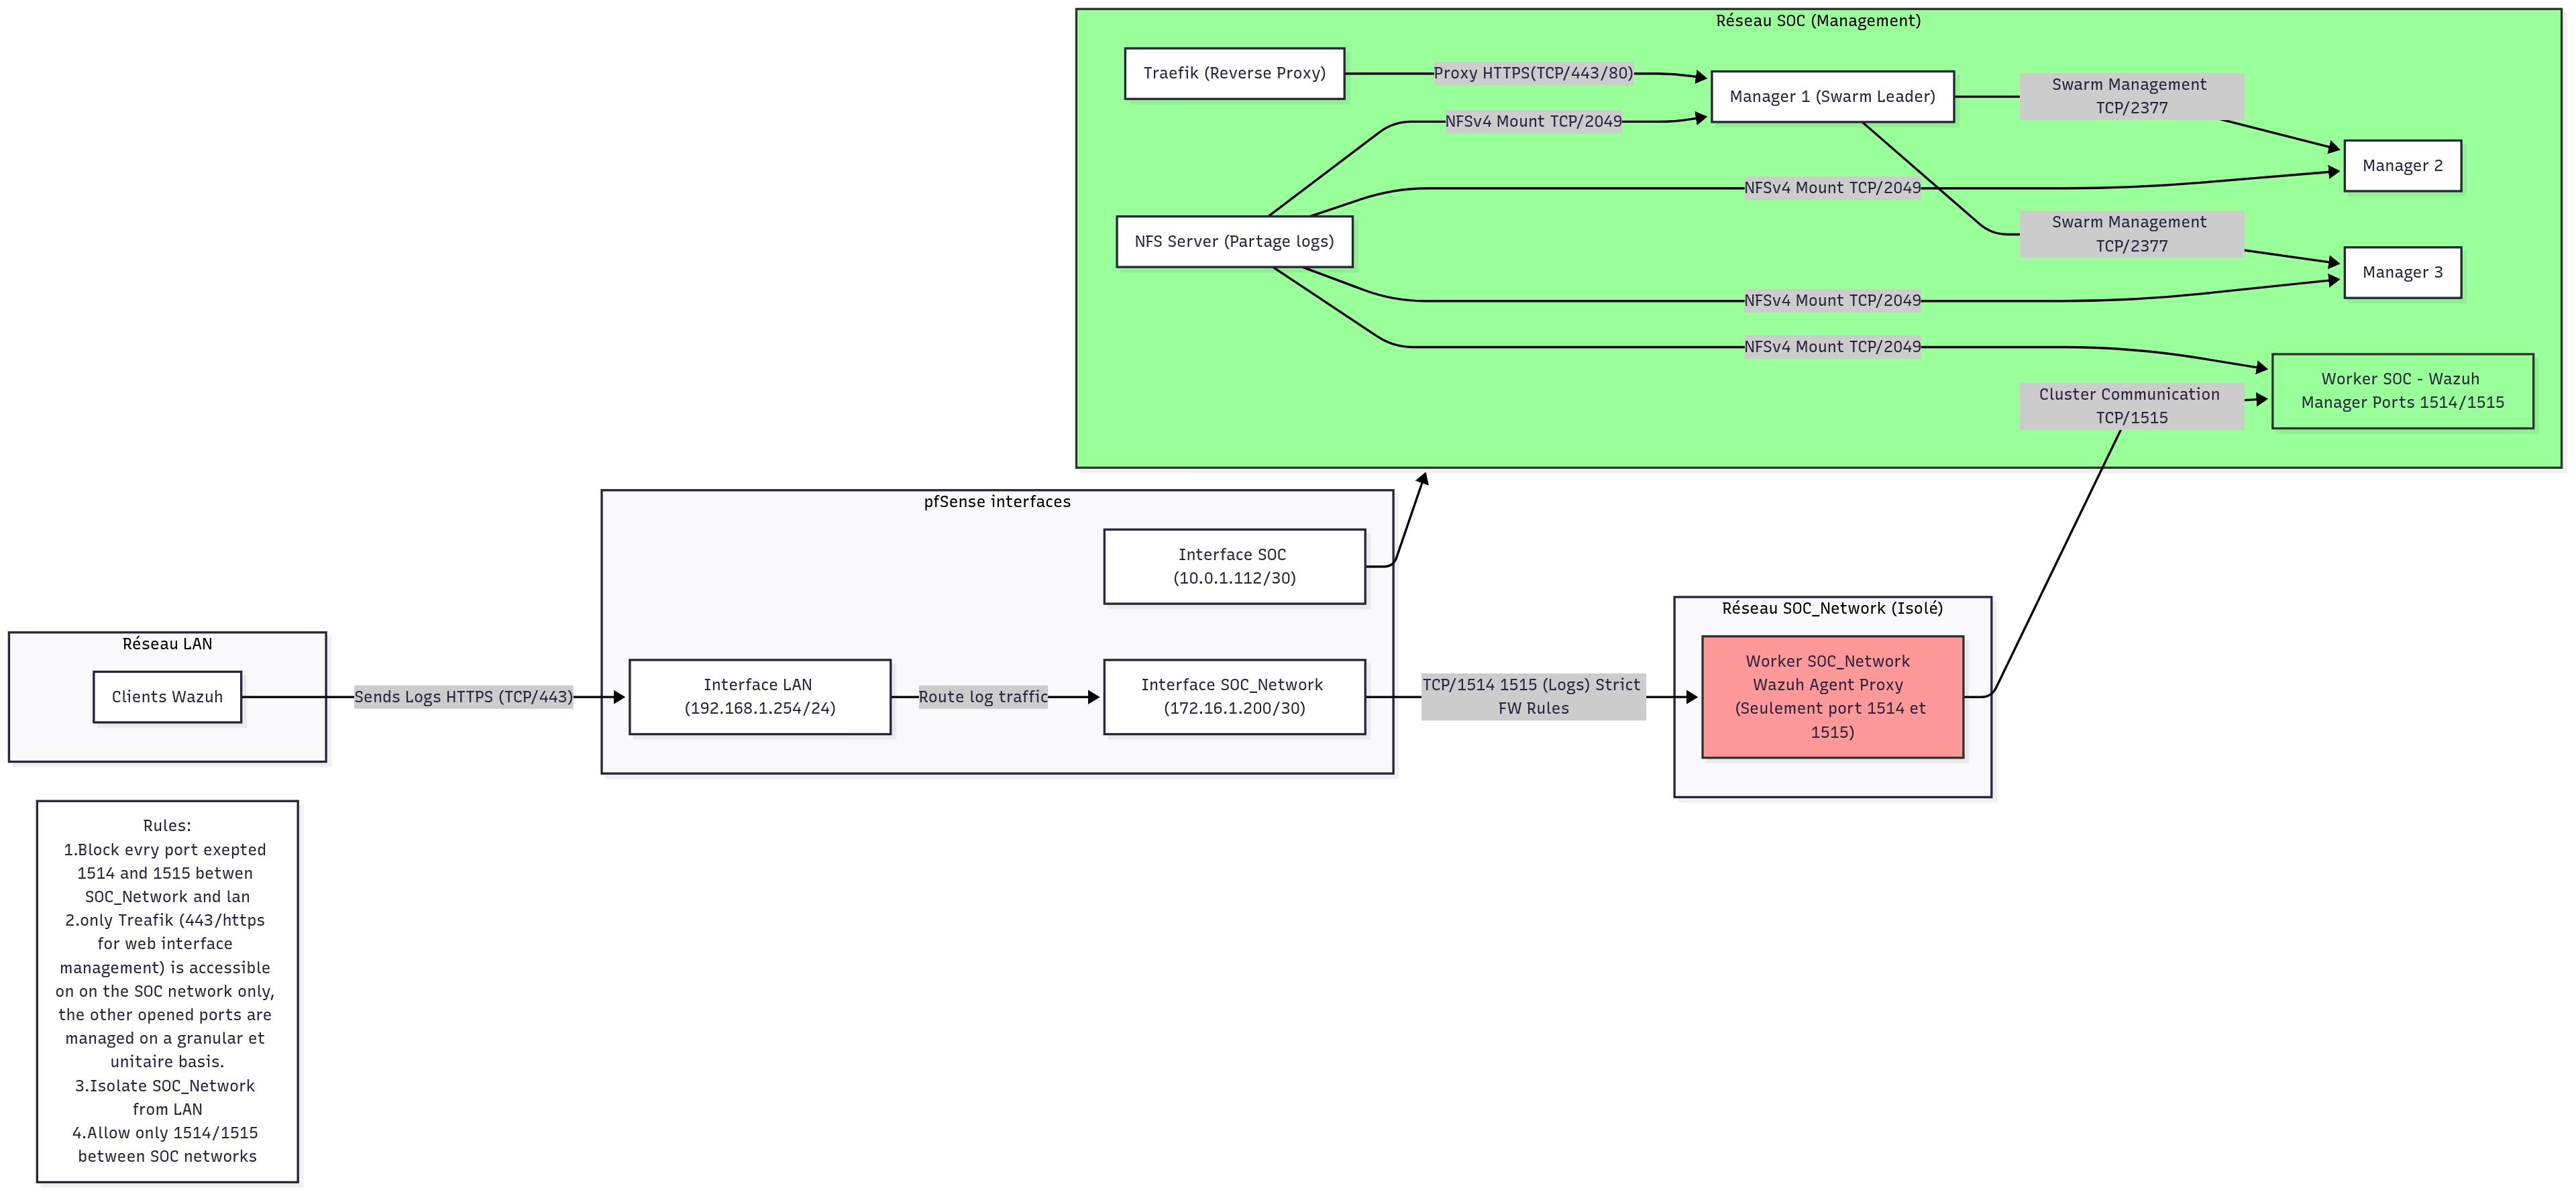 Réseau SOC (Management)
Traefik (Reverse Proxy)
Proxy HTTPS(TCP/443/80)
Manager 1 (Swarm Leader)
Swarm Management
TCP/2377
NFSv4 Mount TCP/2049
Manager 2
NFSv4 Mount TCP/2049
NFS Server (Partage logs)
Swarm Management
TCP/2377
Manager 3
NFSv4 Mount TCP/2049
NFSv4 Mount TCP/2049
Worker SOC - Wazuh
Manager Ports 1514/1515
Cluster Communication
TCP/1515
pfSense interfaces
Interface SOC
(10.0.1.112/30)
Réseau LAN
Clients Wazuh
Sends Logs HTTPS (TCP/443)
Interface LAN
(192.168.1.254/24)
Route log traffic
Interface SOC_Network
(172.16.1.200/30)
TCP/1514 1515 (Logs) Strict
FW Rules
Réseau SOC_Network (Isolé)
Worker SOC_Network
Wazuh Agent Proxy
(Seulement port 1514 et
1515)
Rules:
1.Block evry port exepted
1514 and 1515 betwen
SOC_Network and lan
2.only Treafik (443/https
for web interface
management) is accessible
on on the SOC network only,
the other opened ports are
managed on a granular et
unitaire basis.
3.Isolate SOC_Network
from LAN
4.Allow only 1514/1515
between SOC networks